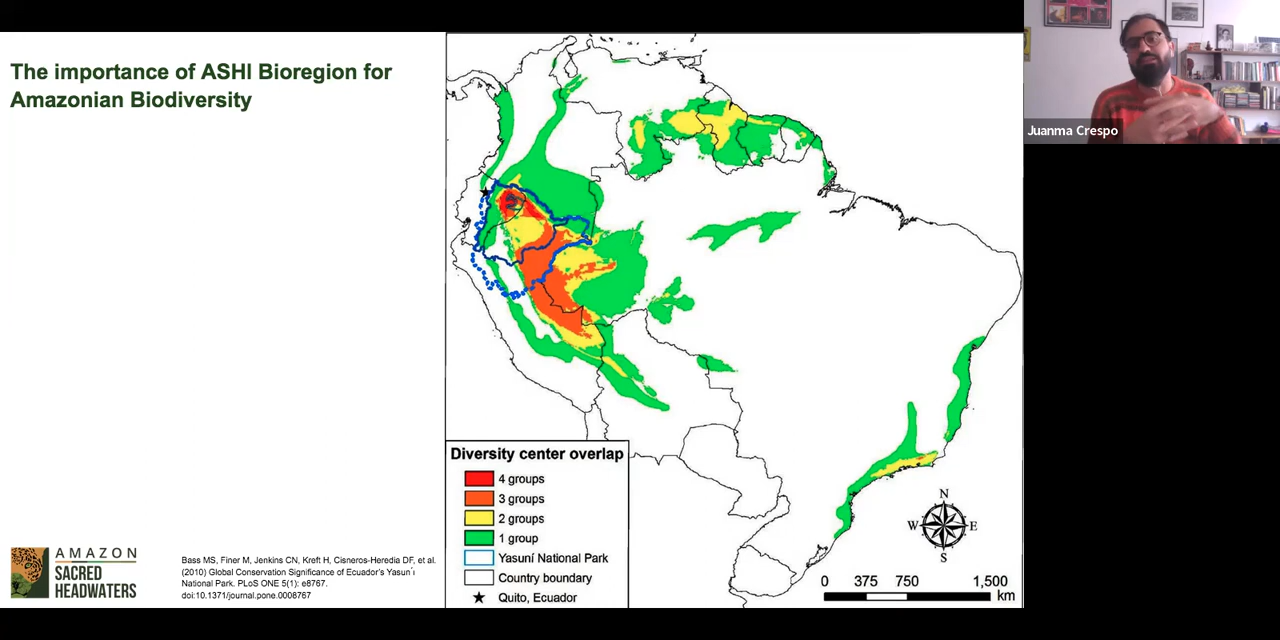 The importance of ASHI Bioregion for
Amazonian Biodiversity
Juanma Crespo
Diversity center overlap
4 groups
3 groups
2 groups
1 group
Yasuní National Park
Country boundary
Quito, Ecuador
N
W E
S
0 375 750 1,500
km
AMAZON
SACRED
HEADWATERS
Bass MS, Finer M, Jenkins CN, Kreft H, Cisneros-Heredia DF, et al.
(2010) Global Conservation Significance of Ecuador's Yasuní
National Park. PLoS ONE 5(1): e8767.
doi:10.1371/journal.pone.0008767